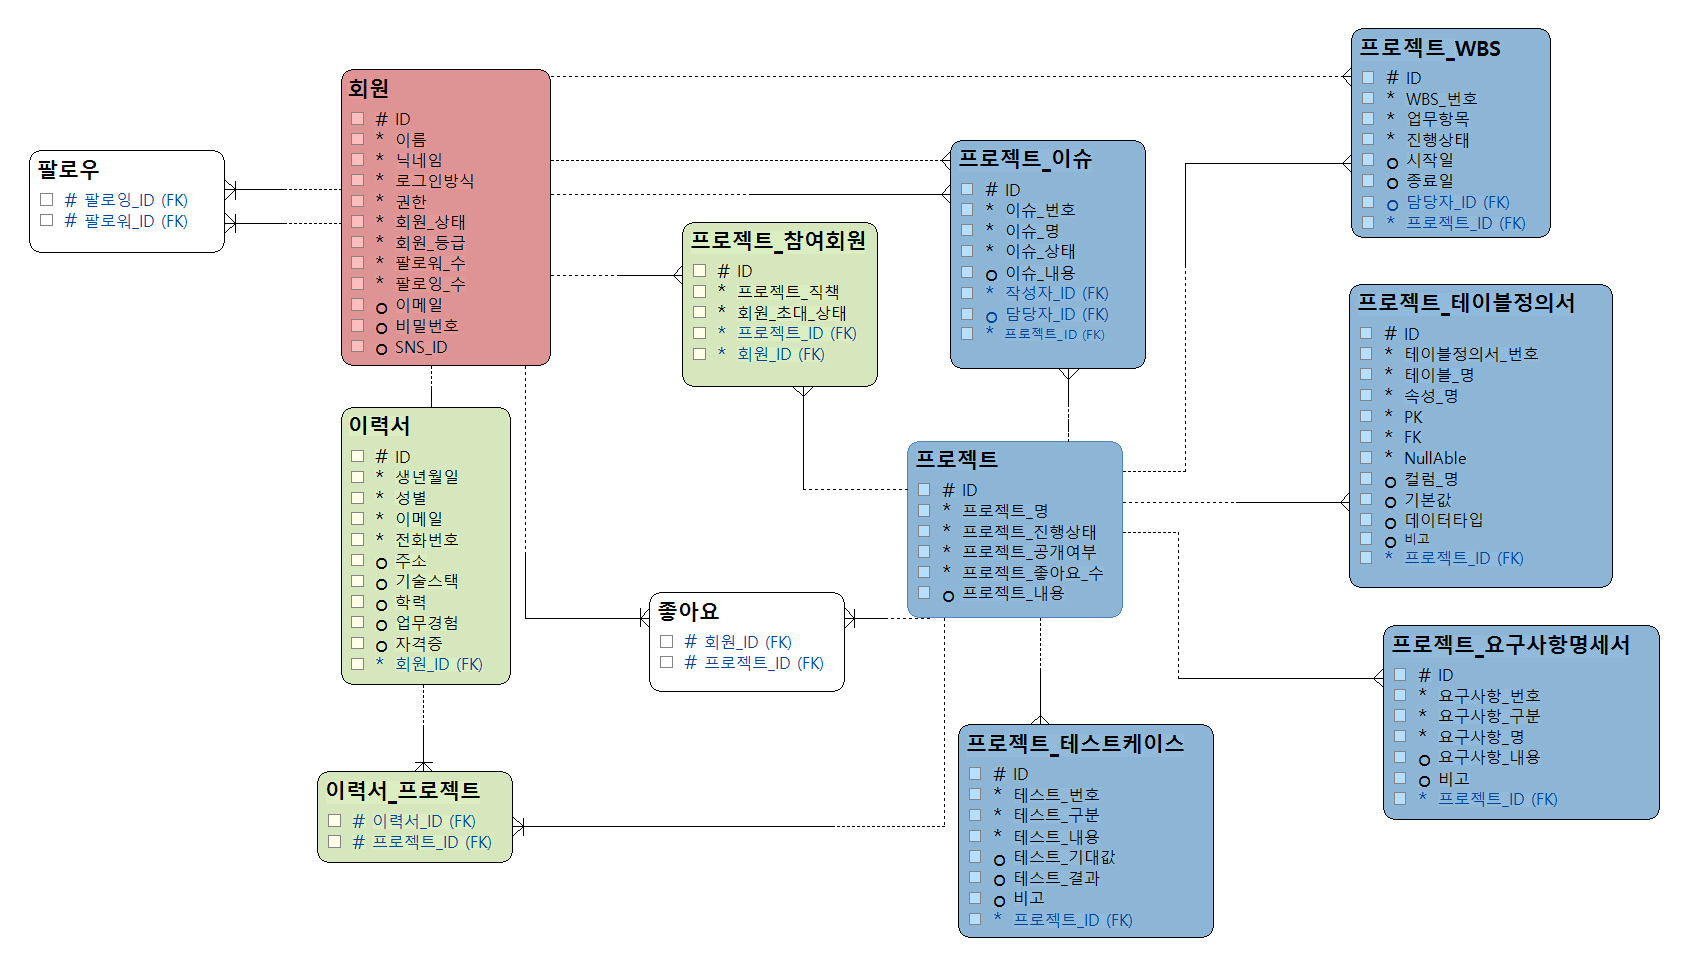 팔로우
# 팔로잉_ID (FK)
# 팔로워_ID (FK)
회원
# ID
* 이름
* 닉네임
* 로그인방식
* 권한
* 회원_상태
* 회원_등급
* 팔로워_수
* 팔로잉_수
o 이메일
o 비밀번호
o SNS_ID
이력서
# ID
* 생년월일
* 성별
* 이메일
* 전화번호
o 주소
o 기술스택
o 학력
o 업무경험
o 자격증
* 회원_ID (FK)
이력서_프로젝트
# 이력서_ID (FK)
# 프로젝트_ID (FK)
프로젝트_참여회원
# ID
* 프로젝트_직책
* 회원_초대_상태
* 프로젝트_ID (FK)
* 회원_ID (FK)
좋아요
# 회원_ID (FK)
# 프로젝트_ID (FK)
프로젝트_이슈
# ID
* 이슈_번호
* 이슈_명
* 이슈_상태
o 이슈_내용
* 작성자_ID (FK)
o 담당자_ID (FK)
* 프로젝트_ID (FK)
프로젝트
# ID
* 프로젝트_명
* 프로젝트_진행상태
* 프로젝트_공개여부
* 프로젝트_좋아요_수
o 프로젝트_내용
프로젝트_테스트케이스
# ID
* 테스트_번호
* 테스트_구분
* 테스트_내용
o 테스트_기대값
o 테스트_결과
o 비고
* 프로젝트_ID (FK)
프로젝트_WBS
# ID
* WBS_번호
* 업무항목
* 진행상태
o 시작일
o 종료일
o 담당자_ID (FK)
* 프로젝트_ID (FK)
프로젝트_테이블정의서
# ID
* 테이블정의서_번호
* 테이블_명
* 속성_명
* PK
* FK
* NullAble
o 컬럼_명
o 기본값
o 데이터타입
o 비고
* 프로젝트_ID (FK)
프로젝트_요구사항명세서
# ID
* 요구사항_번호
* 요구사항_구분
* 요구사항_명
o 요구사항_내용
o 비고
* 프로젝트_ID (FK)